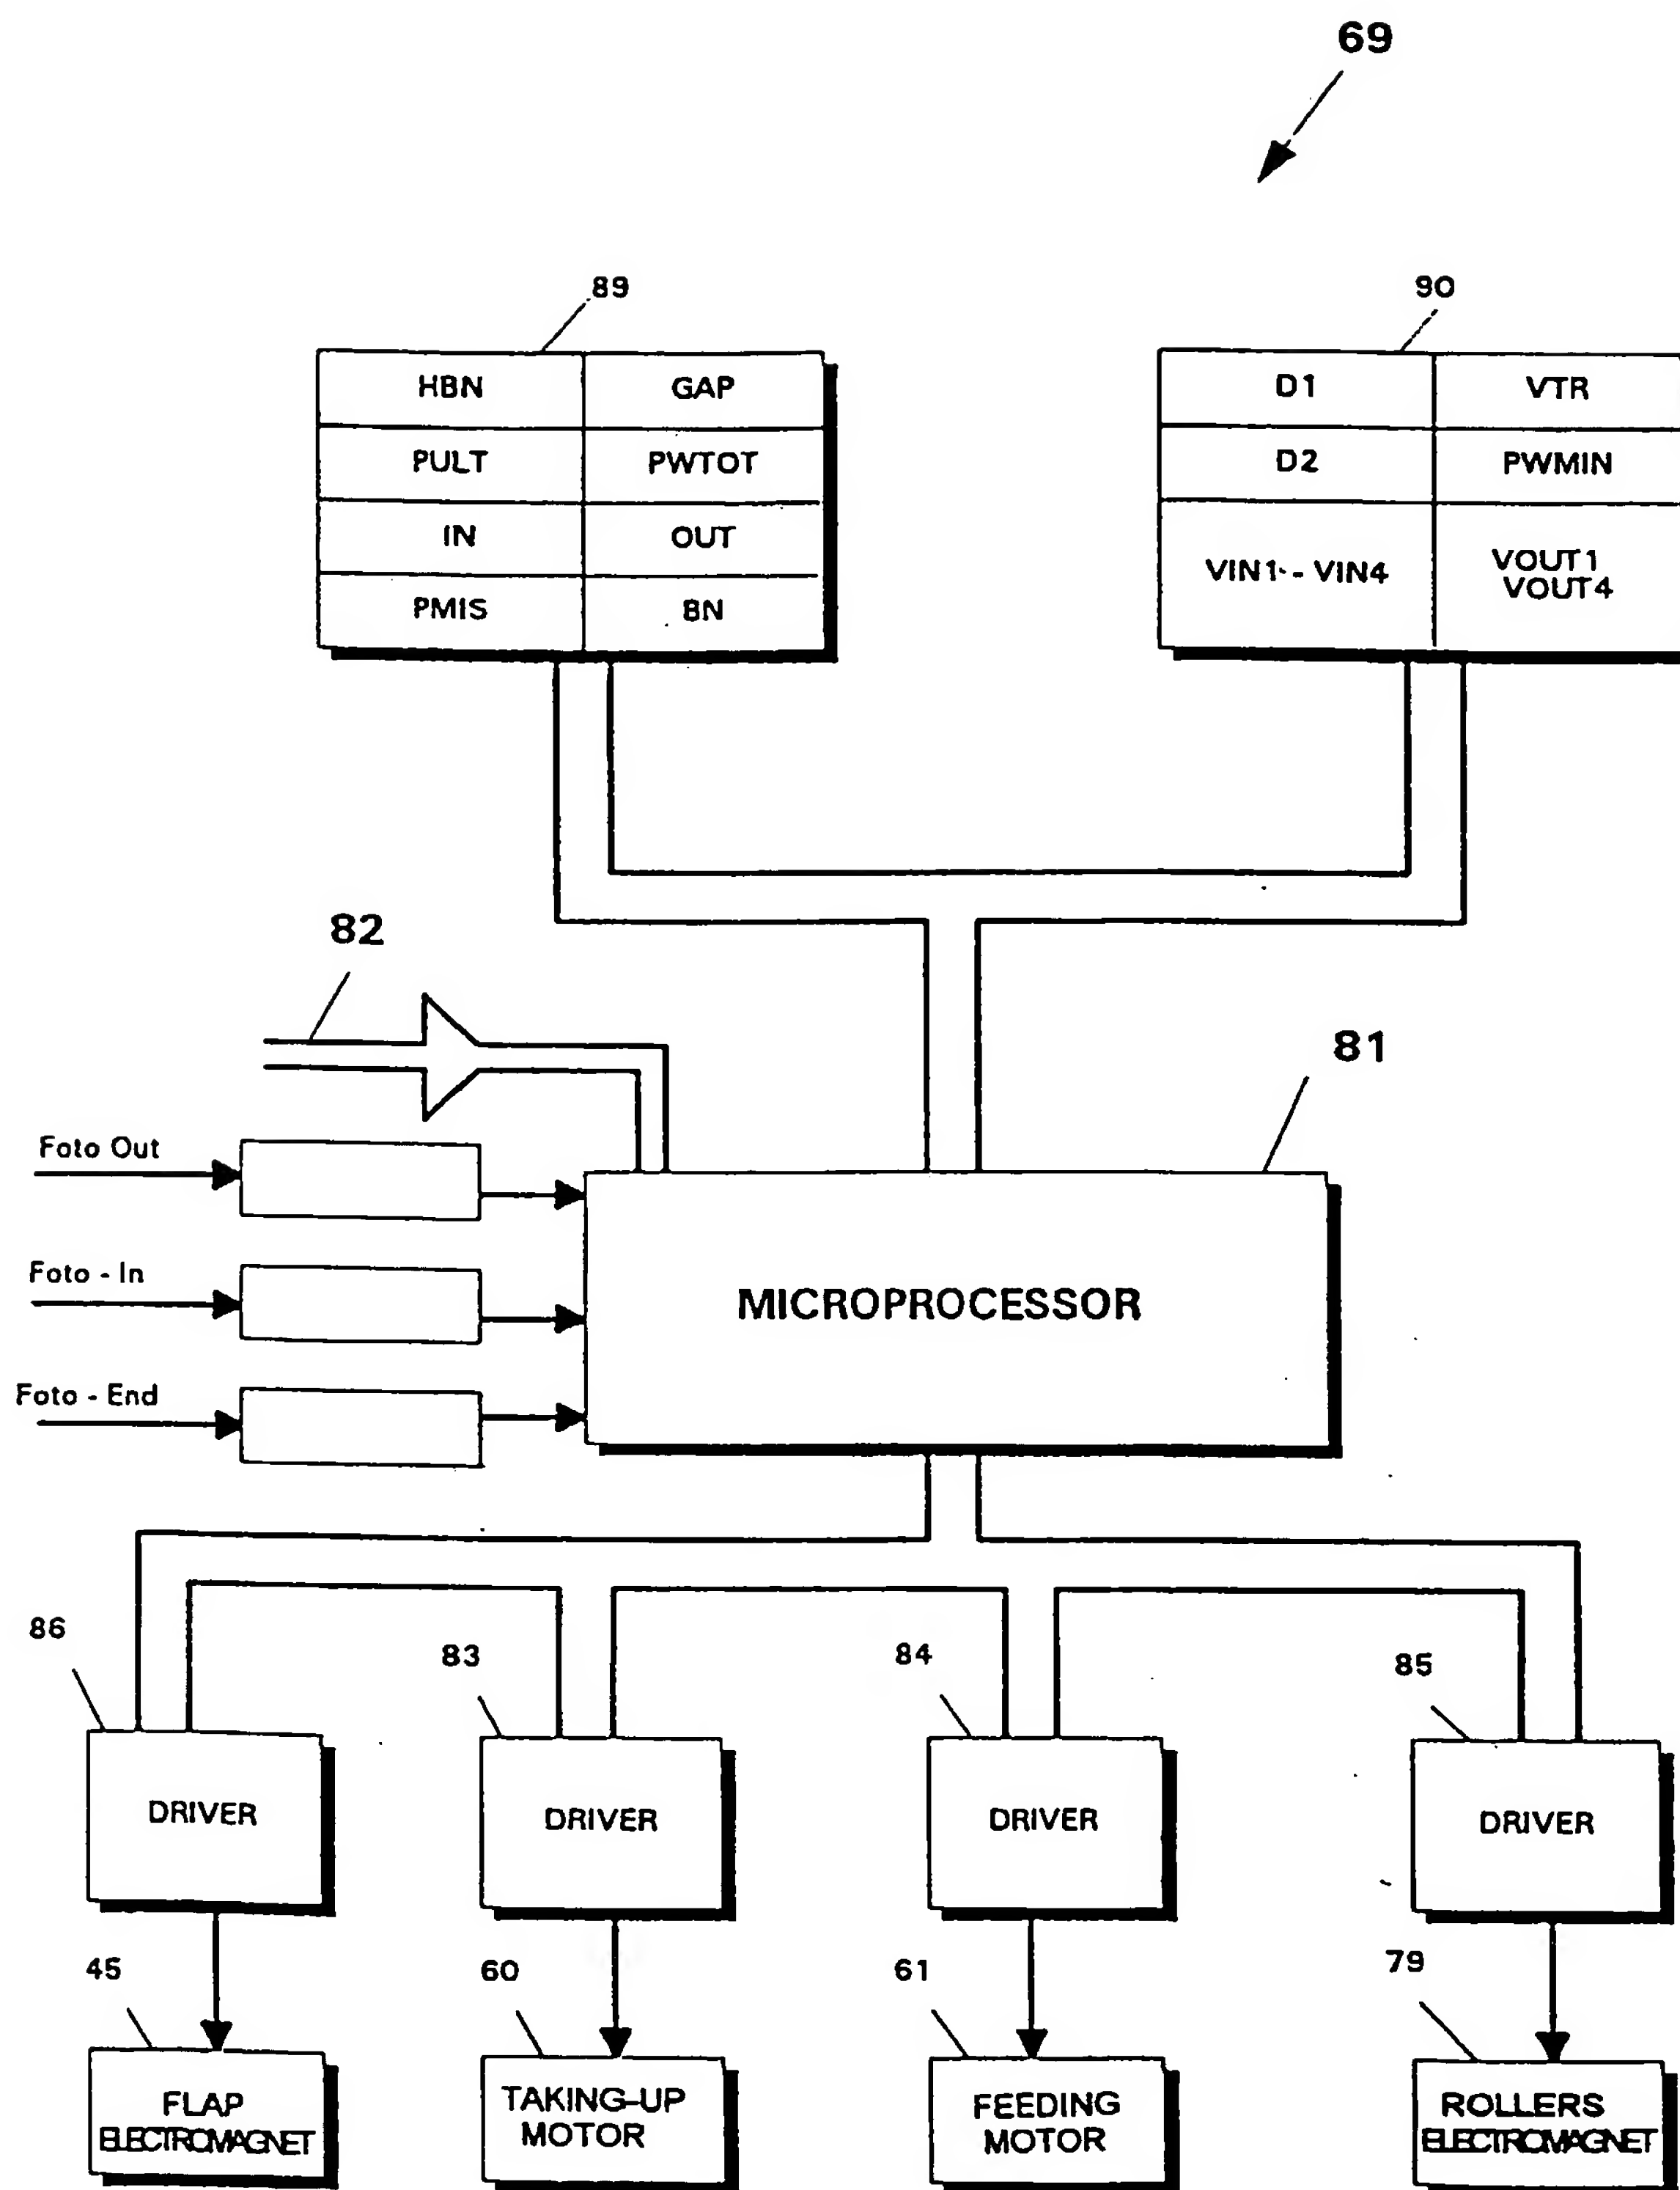 69
89
90
HBN GAP
PULT PWTOT
IN OUT
PMIS BN
D1 VTR
D2 PWMIN
VIN1 - VIN4
VOUT1
VOUT4
82
81
Foto Out
Foto - In
Foto - End
MICROPROCESSOR
86
83
84
85
DRIVER
DRIVER
DRIVER
DRIVER
45
60
61
79
FLAP
ELECTROMAGNET
TAKING-UP
MOTOR
FEEDING
MOTOR
ROLLERS
ELECTROMAGNET